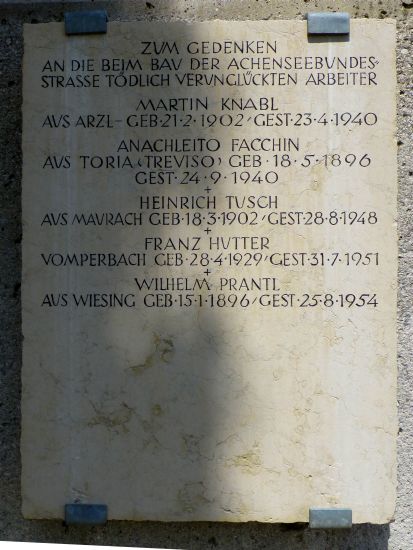 ZUM GEDENKEN
AN DIE BEIM BAU DER ACHENSEEBUNDES-
STRASSE TÖDLICH VERUNGLÜCKTEN ARBEITER
MARTIN KNABL
AUS ARZL– GEB·21·2·1902/GEST·23·4·1940
ANACHLEITO FACCHIN
AUS TORIA(TREVISO) GEB·18·5·1896
GEST·24·9·1940
+
HEINRICH TUSCH
AUS MAURACH GEB·18·3·1902/GEST·28·8·1948
+
FRANZ HUTTER
VOMPERBACH GEB·28·4·1929/GEST·31·7·1951
+
WILHELM PRANTL
AUS WIESING GEB·15·1·1896/GEST·25·8·1954